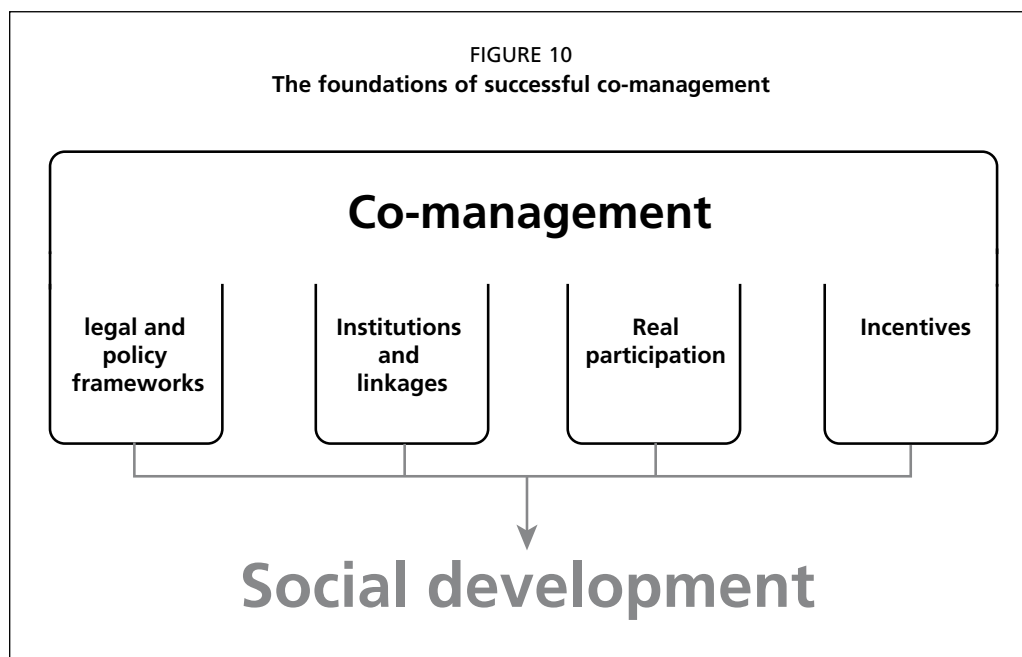 FIGURE 10
The foundations of successful co-management
Co-management
legal and
policy
frameworks
Institutions
and
linkages
Real
participation
Incentives
Social development